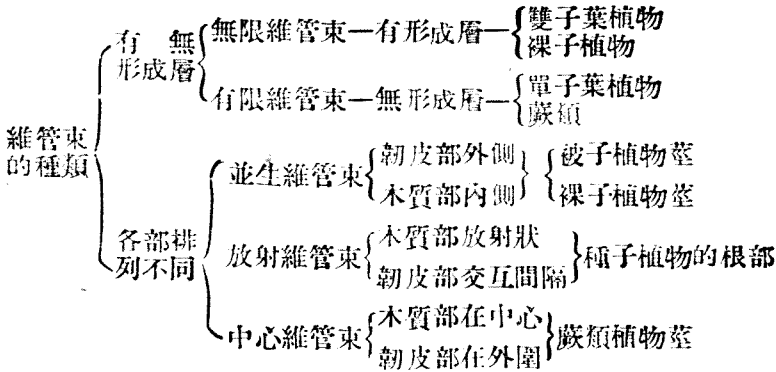 維管束的種類
有無形成層
無限維管束—有形成層—雙子葉植物
裸子植物
有限維管束—無形成層—單子葉植物
蕨類
各部排列不同
並生維管束
韌皮部外側
木質部內側
被子植物莖
裸子植物莖
放射維管束
木質部放射狀
韌皮部交互間隔
種子植物的根部
中心維管束
木質部在中心
韌皮部在外圍
蕨類植物莖